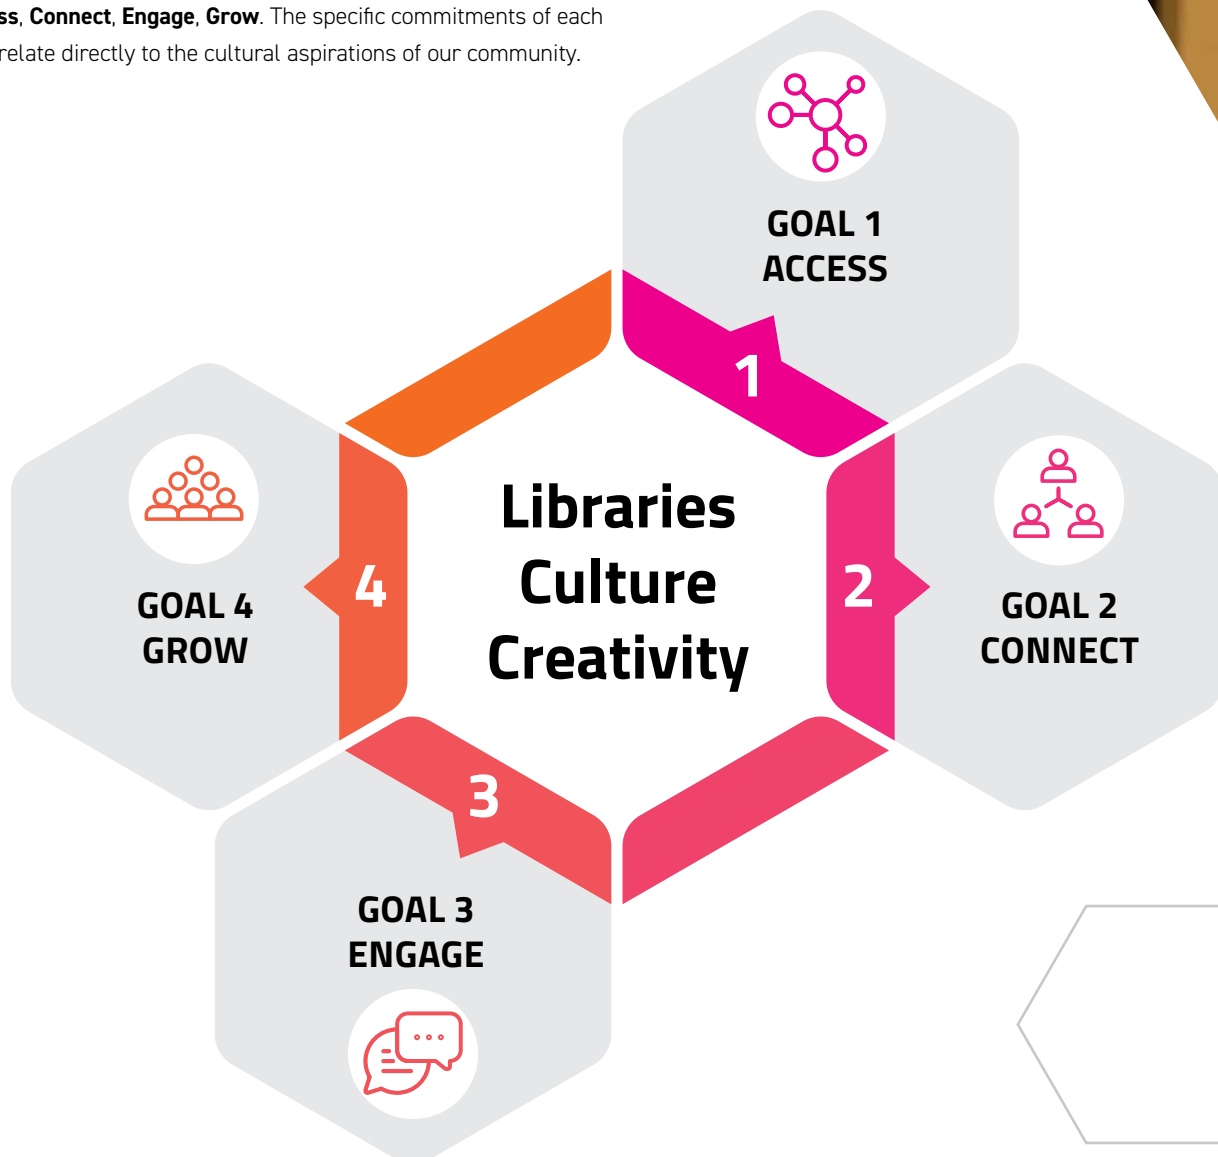 ss, Connect, Engage, Grow. The specific commitments of each
relate directly to the cultural aspirations of our community.
GOAL 1
ACCESS
1
Libraries
Culture
Creativity
2
GOAL 2
CONNECT
4
GOAL 4
GROW
3
GOAL 3
ENGAGE